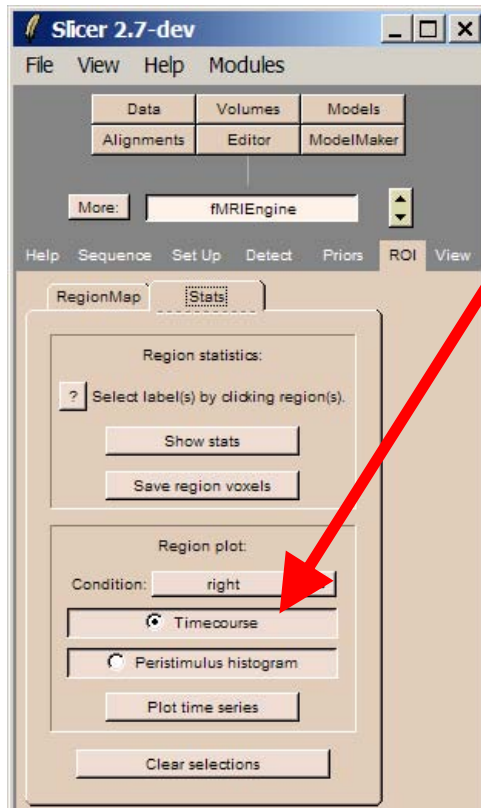 Slicer 2.7-dev
File View Help Modules
Data Volumes Models
Alignments Editor ModelMaker
More: fMRIEngine
Help Sequence Set Up Detect Priors ROI View
RegionMap Stats
Region statistics:
? Select label(s) by clicking region(s).
Show stats
Save region voxels
Region plot:
Condition: right
Timecourse
Peristimulus histogram
Plot time series
Clear selections